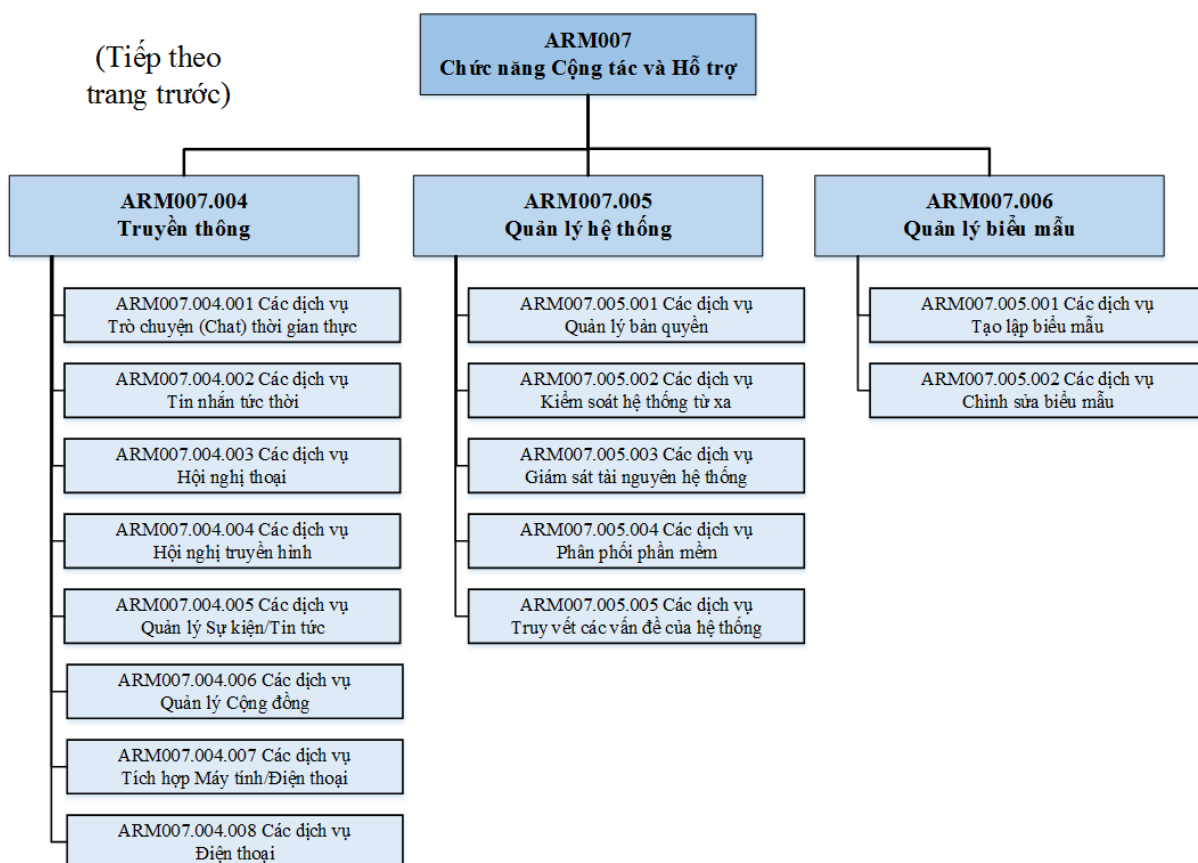 (Tiếp theo
trang trước)
ARM007
Chức năng Cộng tác và Hỗ trợ
ARM007.004
Truyền thông
ARM007.004.001 Các dịch vụ
Trò chuyện (Chat) thời gian thực
ARM007.004.002 Các dịch vụ
Tin nhắn tức thời
ARM007.004.003 Các dịch vụ
Hội nghị thoại
ARM007.004.004 Các dịch vụ
Hội nghị truyền hình
ARM007.004.005 Các dịch vụ
Quản lý Sự kiện/Tin tức
ARM007.004.006 Các dịch vụ
Quản lý Cộng đồng
ARM007.004.007 Các dịch vụ
Tích hợp Máy tính/Điện thoại
ARM007.004.008 Các dịch vụ
Điện thoại
ARM007.005
Quản lý hệ thống
ARM007.005.001 Các dịch vụ
Quản lý bản quyền
ARM007.005.002 Các dịch vụ
Kiểm soát hệ thống từ xa
ARM007.005.003 Các dịch vụ
Giám sát tài nguyên hệ thống
ARM007.005.004 Các dịch vụ
Phân phối phần mềm
ARM007.005.005 Các dịch vụ
Truy vết các vấn đề của hệ thống
ARM007.006
Quản lý biểu mẫu
ARM007.005.001 Các dịch vụ
Tạo lập biểu mẫu
ARM007.005.002 Các dịch vụ
Chỉnh sửa biểu mẫu